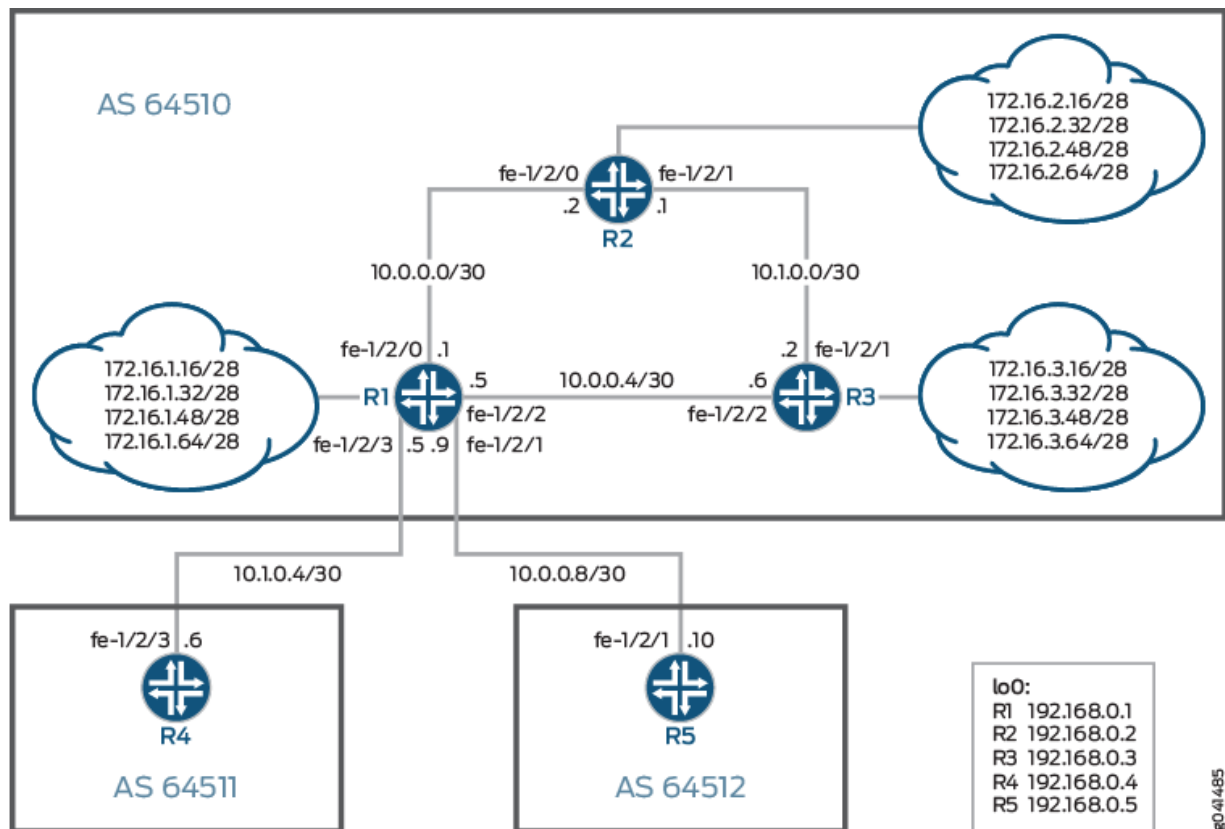 AS 64510
172.16.2.16/28
172.16.2.32/28
172.16.2.48/28
172.16.2.64/28
fe-1/2/0
fe-1/2/1
.2
.1
R2
10.0.0.0/30
10.1.0.0/30
172.16.1.16/28
172.16.1.32/28
172.16.1.48/28
172.16.1.64/28
fe-1/2/0 .1
R1
.5
fe-1/2/2
10.0.0.4/30
.2 fe-1/2/1
.6
fe-1/2/2
R3
172.16.3.16/28
172.16.3.32/28
172.16.3.48/28
172.16.3.64/28
fe-1/2/3 .5 .9 fe-1/2/1
10.1.0.4/30
10.0.0.8/30
fe-1/2/3 .6
R4
AS 64511
fe-1/2/1 .10
R5
AS 64512
lo0:
R1 192.168.0.1
R2 192.168.0.2
R3 192.168.0.3
R4 192.168.0.4
R5 192.168.0.5
g041485